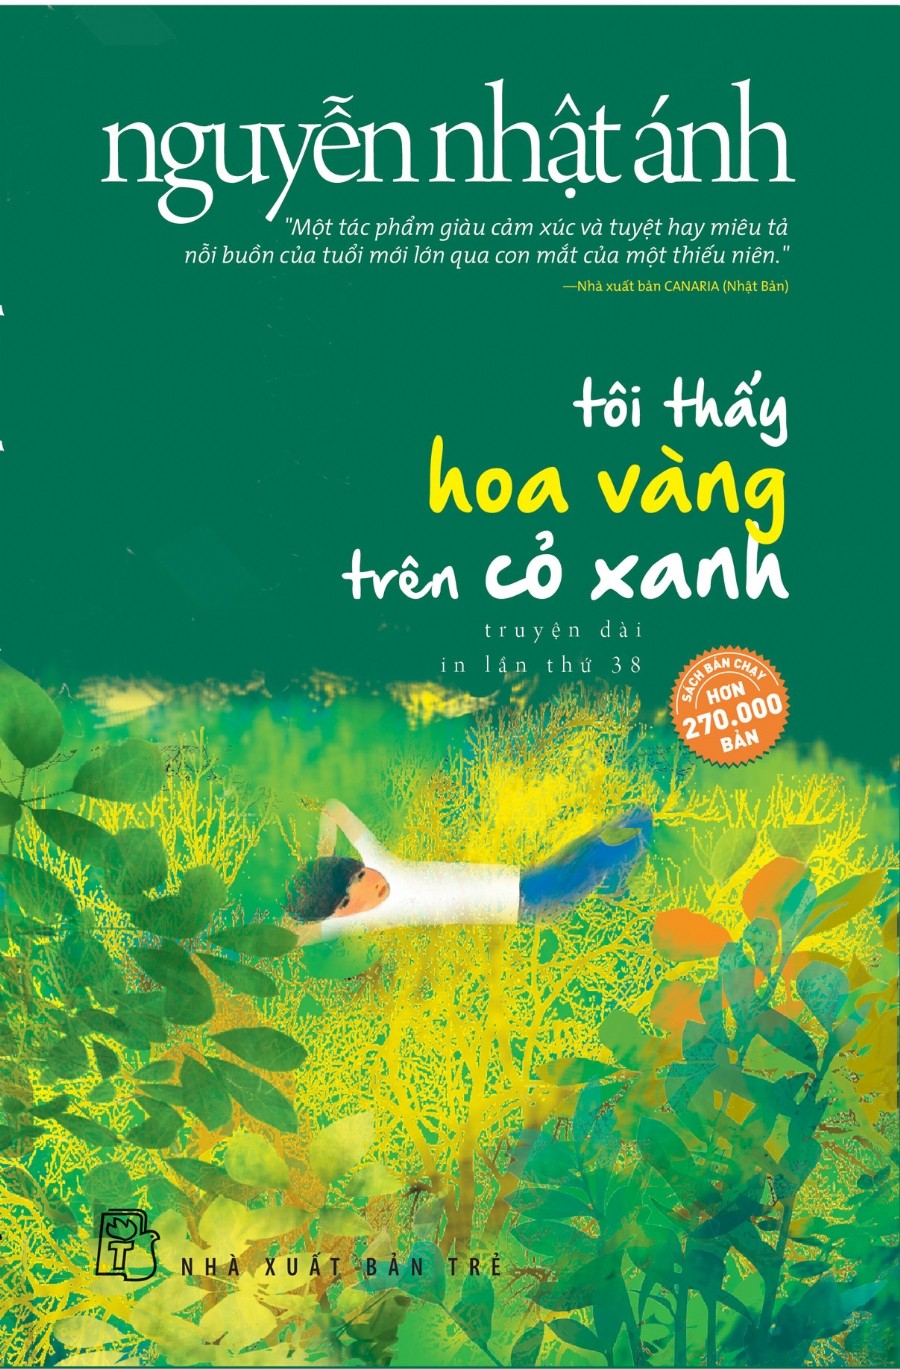 nguyễn nhật ánh
"Một tác phẩm giàu cảm xúc và tuyệt hay miêu tả
nỗi buồn của tuổi mới lớn qua con mắt của một thiếu niên."
—Nhà xuất bản CANARIA (Nhật Bản)
tôi thấy
hoa vàng
trên cỏ xanh
truyện dài
in lần thứ 38
SÁCH BÁN CHẠY
HƠN
270.000
BẢN
T
NHÀ XUẤT BẢN TRẺ